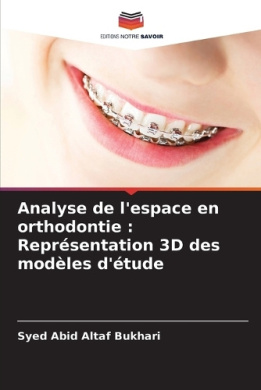 EDITIONS NOTRE SAVOIR
Analyse de l'espace en
orthodontie :
Représentation 3D des
modèles d'étude
Syed Abid Altaf Bukhari